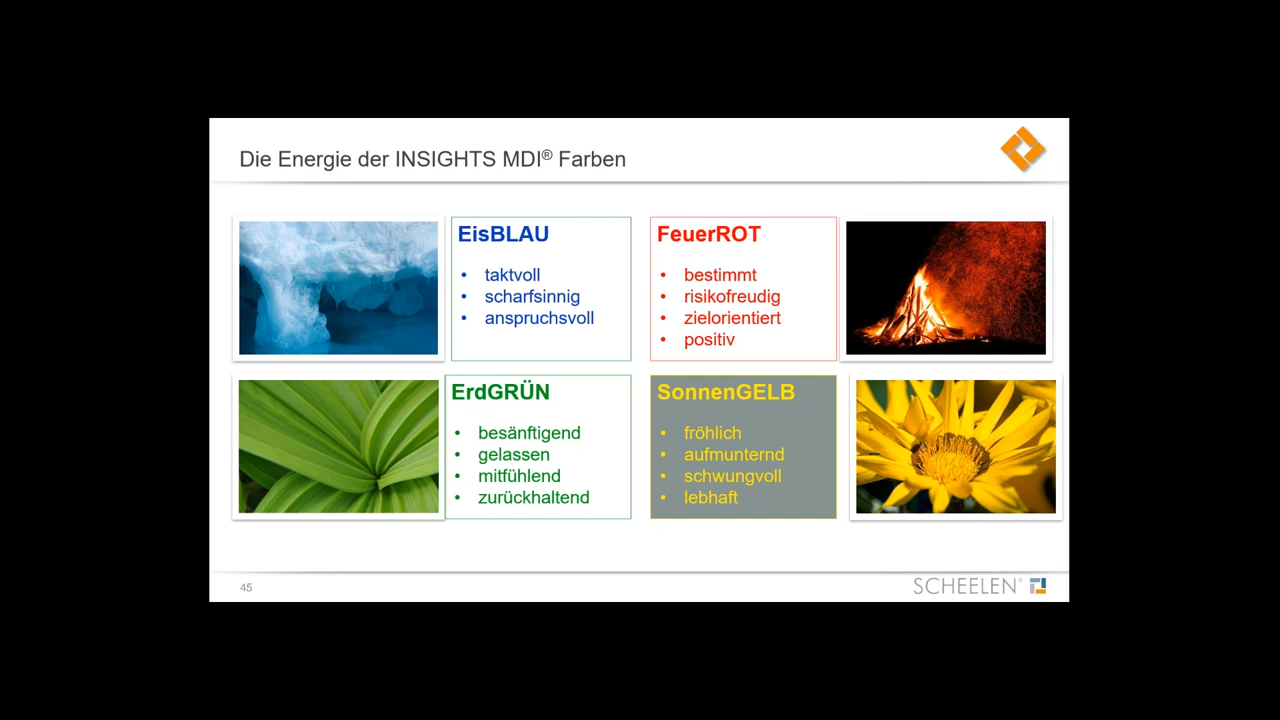 Die Energie der INSIGHTS MDI® Farben
EisBLAU
• taktvoll
• scharfsinnig
• anspruchsvoll
FeuerROT
• bestimmt
• risikofreudig
• zielorientiert
• positiv
ErdGRÜN
• besänftigend
• gelassen
• mitfühlend
• zurückhaltend
SonnenGELB
• fröhlich
• aufmunternd
• schwungvoll
• lebhaft
45
SCHEELEN®